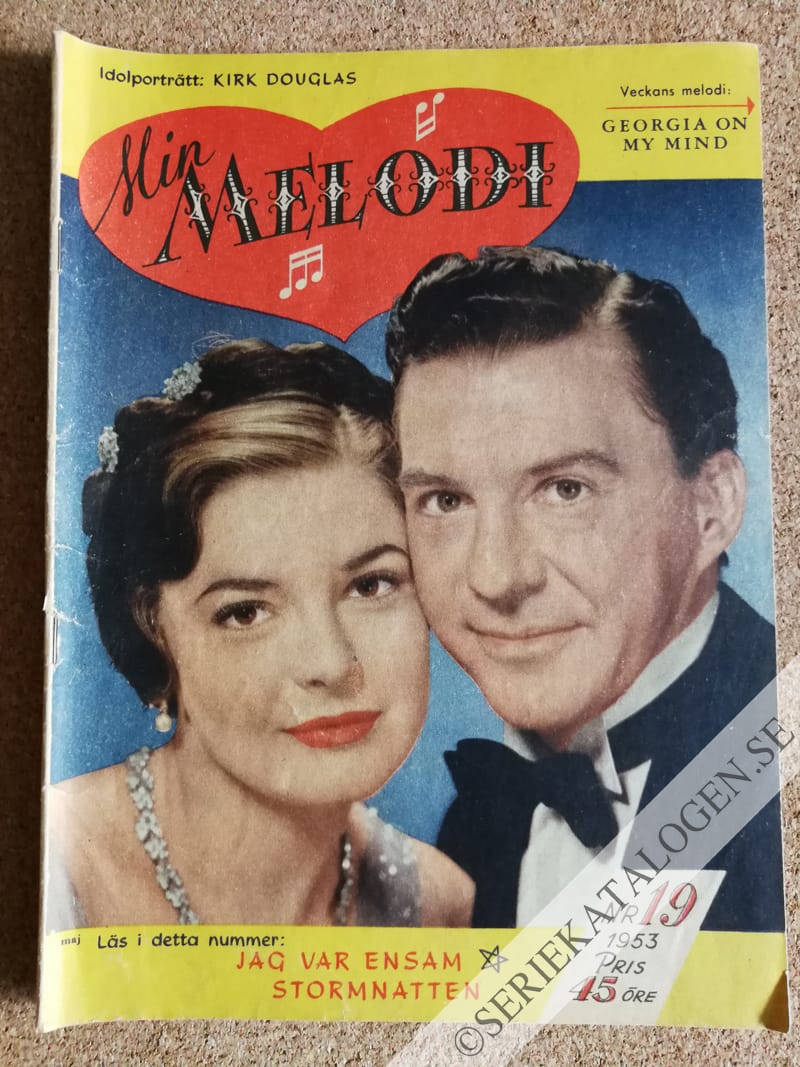 Idolporträtt: KIRK DOUGLAS
Veckans melodi:
GEORGIA ON
MY MIND
Min
MELODI
maj
Läs i detta nummer:
JAG VAR ENSAM
STORMNATTEN
NR 19
1953
PRIS
45 ÖRE
©SERIEKATALOGEN.SE